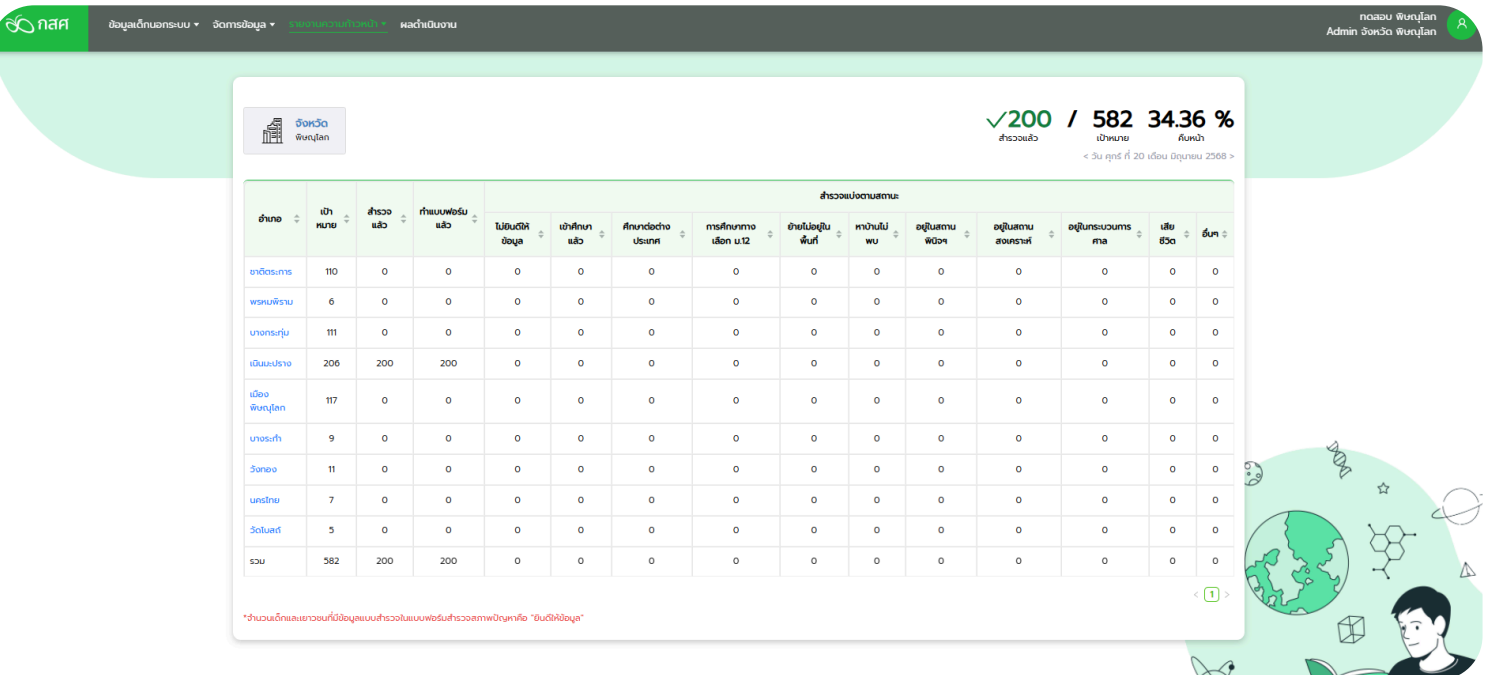 กสศ
ข้อมูลเด็กนอกระบบ จัดการข้อมูล รายงานความก้าวหน้า ผลดำเนินงาน
ทดสอบ พิษณุโลก
Admin จังหวัด พิษณุโลก
จังหวัด
พิษณุโลก
200 / 582 34.36 %
สำรวจแล้ว เป้าหมาย คืบหน้า
< วัน ศุกร์ ที่ 20 เดือน มิถุนายน 2568 >
สำรวจแบ่งตามสถานะ
อำเภอ เป้าหมาย สำรวจแล้ว ทำแบบฟอร์มแล้ว ไม่ยินดีให้ข้อมูล เข้าศึกษาแล้ว ศึกษาต่อต่างประเทศ การศึกษาทางเลือก ม.12 ย้ายไม่อยู่ในพื้นที่ หาบ้านไม่พบ อยู่ในสถานพินิจฯ อยู่ในสถานสงเคราะห์ อยู่ในกระบวนการศาล เสียชีวิต อื่นๆ
ชาติตระการ 110 0 0 0 0 0 0 0 0 0 0 0 0 0
พรหมพิราม 6 0 0 0 0 0 0 0 0 0 0 0 0 0
บางกระทุ่ม 111 0 0 0 0 0 0 0 0 0 0 0 0 0
เนินมะปราง 206 200 200 0 0 0 0 0 0 0 0 0 0 0
เมืองพิษณุโลก 117 0 0 0 0 0 0 0 0 0 0 0 0 0
บางระกำ 9 0 0 0 0 0 0 0 0 0 0 0 0 0
วังทอง 11 0 0 0 0 0 0 0 0 0 0 0 0 0
นครไทย 7 0 0 0 0 0 0 0 0 0 0 0 0 0
วัดโบสถ์ 5 0 0 0 0 0 0 0 0 0 0 0 0 0
รวม 582 200 200 0 0 0 0 0 0 0 0 0 0 0
< 1 >
*จำนวนเด็กและเยาวชนที่มีข้อมูลแบบสำรวจในแบบฟอร์มสำรวจสภาพปัญหาคือ "ยินดีให้ข้อมูล"